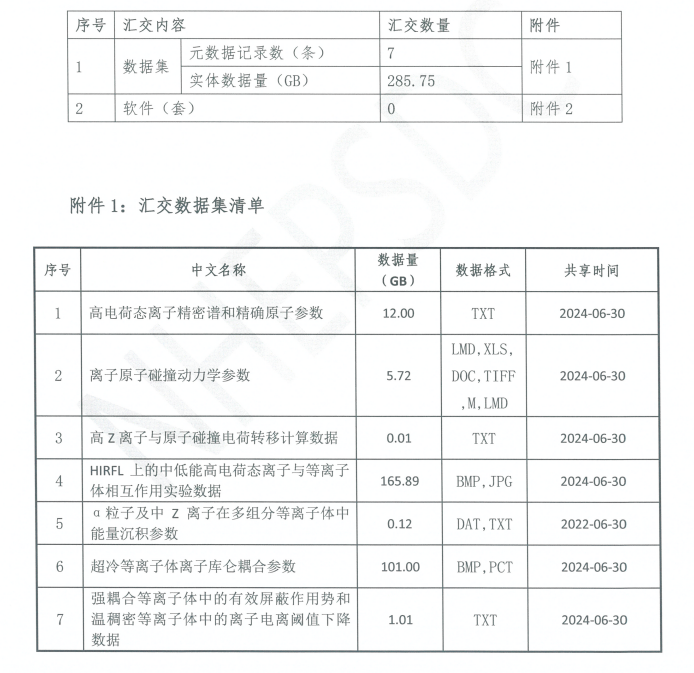 序号 汇交内容 汇交数量 附件
1 数据集 元数据记录数（条） 7 附件 1
实体数据量（GB） 285.75
2 软件（套） 0 附件 2
附件 1：汇交数据集清单
序号 中文名称 数据量（GB） 数据格式 共享时间
1 高电荷态离子精密谱和精确原子参数 12.00 TXT 2024-06-30
2 离子原子碰撞动力学参数 5.72 LMD,XLS,
DOC,TIFF
,M,LMD 2024-06-30
3 高 Z 离子与原子碰撞电荷转移计算数据 0.01 TXT 2024-06-30
4 HIRFL 上的中低能高电荷态离子与等离子
体相互作用实验数据 165.89 BMP,JPG 2024-06-30
5 α粒子及中 Z 离子在多组分等离子体中
能量沉积参数 0.12 DAT,TXT 2022-06-30
6 超冷等离子体离子库仑耦合参数 101.00 BMP,PCT 2024-06-30
7 强耦合等离子体中的有效屏蔽作用势和
温稠密等离子体中的离子电离阈值下降
数据 1.01 TXT 2024-06-30
NHEPSDC